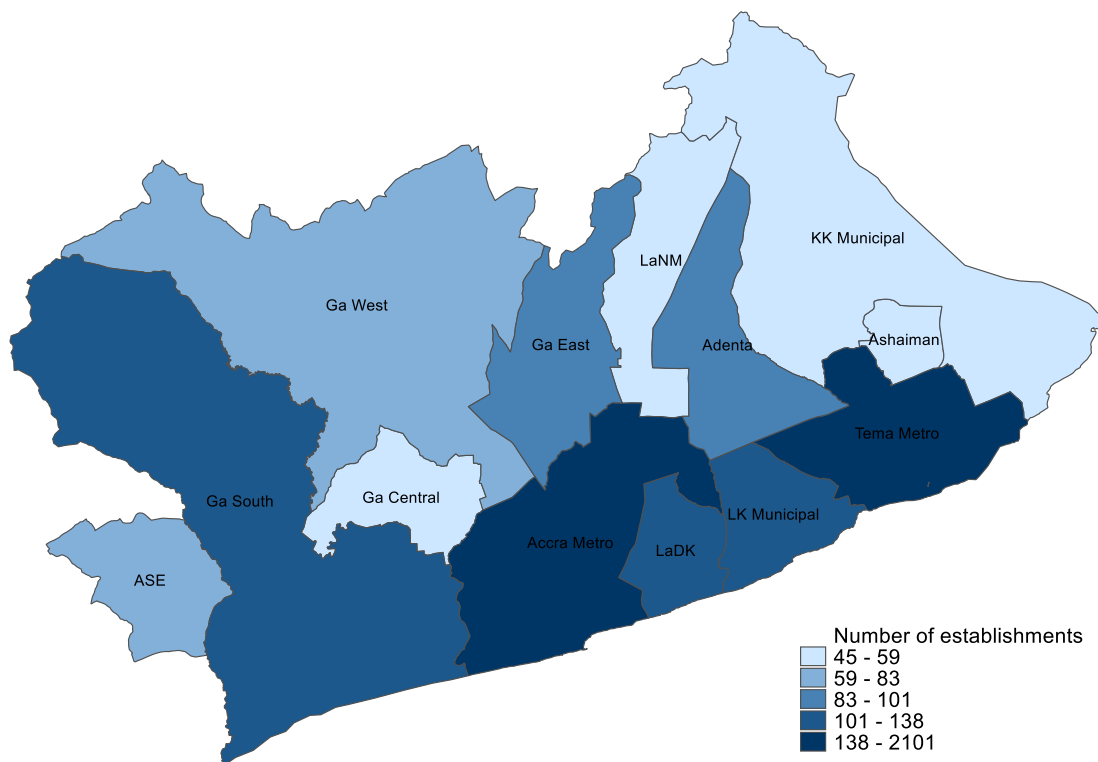 KK Municipal
LaNM
Ga West
Ga East
Adenta
Ashaiman
Tema Metro
Ga Central
Ga South
LK Municipal
Accra Metro
LaDK
ASE
Number of establishments
45 - 59
59 - 83
83 - 101
101 - 138
138 - 2101